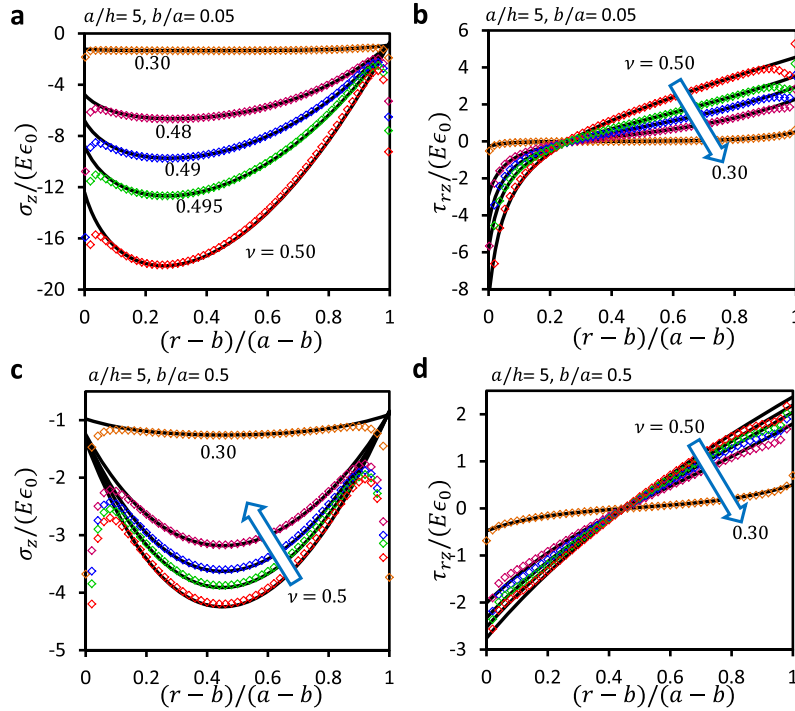 a
a/h= 5, b/a= 0.05
0
-4
-8
-12
-16
-20
σz/(Eϵ0)
0.30
0.48
0.49
0.495
ν = 0.50
0
0.2
0.4
0.6
0.8
1
(r − b)/(a − b)
b
a/h= 5, b/a= 0.05
6
4
2
0
-2
-4
-6
-8
τrz/(Eϵ0)
ν = 0.50
0.30
0
0.2
0.4
0.6
0.8
1
(r − b)/(a − b)
c
a/h= 5, b/a= 0.5
-1
-2
-3
-4
-5
σz/(Eϵ0)
0.30
ν = 0.5
0
0.2
0.4
0.6
0.8
1
(r − b)/(a − b)
d
a/h= 5, b/a= 0.5
2
1
0
-1
-2
-3
τrz/(Eϵ0)
ν = 0.50
0.30
0
0.2
0.4
0.6
0.8
1
(r − b)/(a − b)